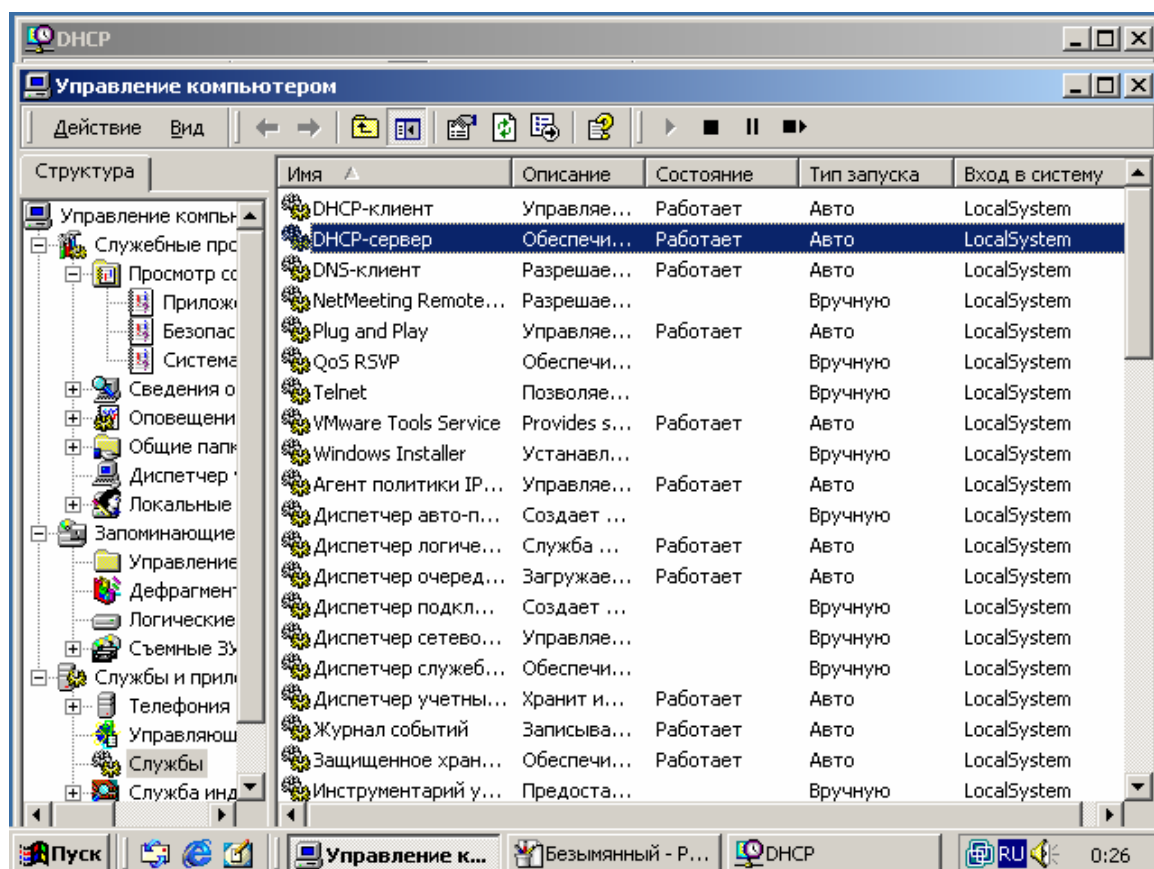 DHCP
Управление компьютером
Действие Вид
Структура
Имя Описание Состояние Тип запуска Вход в систему
Управление компьн
Служебные прс
Просмотр сс
Прилож
Безопас
Система
Сведения о
Оповещени
Общие папк
Диспетчер
Локальные
Запоминающие
Управление
Дефрагмен
Логические
Съемные ЗУ
Службы и прил
Телефония
Управляющ
Службы
Служба инд
DHCP-клиент Управляе... Работает Авто LocalSystem
DHCP-сервер Обеспечи... Работает Авто LocalSystem
DNS-клиент Разрешае... Работает Авто LocalSystem
NetMeeting Remote... Разрешае... Вручную LocalSystem
Plug and Play Управляе... Работает Авто LocalSystem
QoS RSVP Обеспечи... Вручную LocalSystem
Telnet Позволяе... Вручную LocalSystem
VMware Tools Service Provides s... Работает Авто LocalSystem
Windows Installer Устанавл... Вручную LocalSystem
Агент политики IP... Управляе... Работает Авто LocalSystem
Диспетчер авто-п... Создает ... Вручную LocalSystem
Диспетчер логиче... Служба ... Работает Авто LocalSystem
Диспетчер очеред... Загружае... Работает Авто LocalSystem
Диспетчер подкл... Создает ... Вручную LocalSystem
Диспетчер сетево... Управляе... Вручную LocalSystem
Диспетчер служеб... Обеспечи... Вручную LocalSystem
Диспетчер учетны... Хранит и... Работает Авто LocalSystem
Журнал событий Записыва... Работает Авто LocalSystem
Защищенное хран... Обеспечи... Работает Авто LocalSystem
Инструментарий у... Предоста... Вручную LocalSystem
Пуск Управление к... Безымянный - P... DHCP RU 0:26